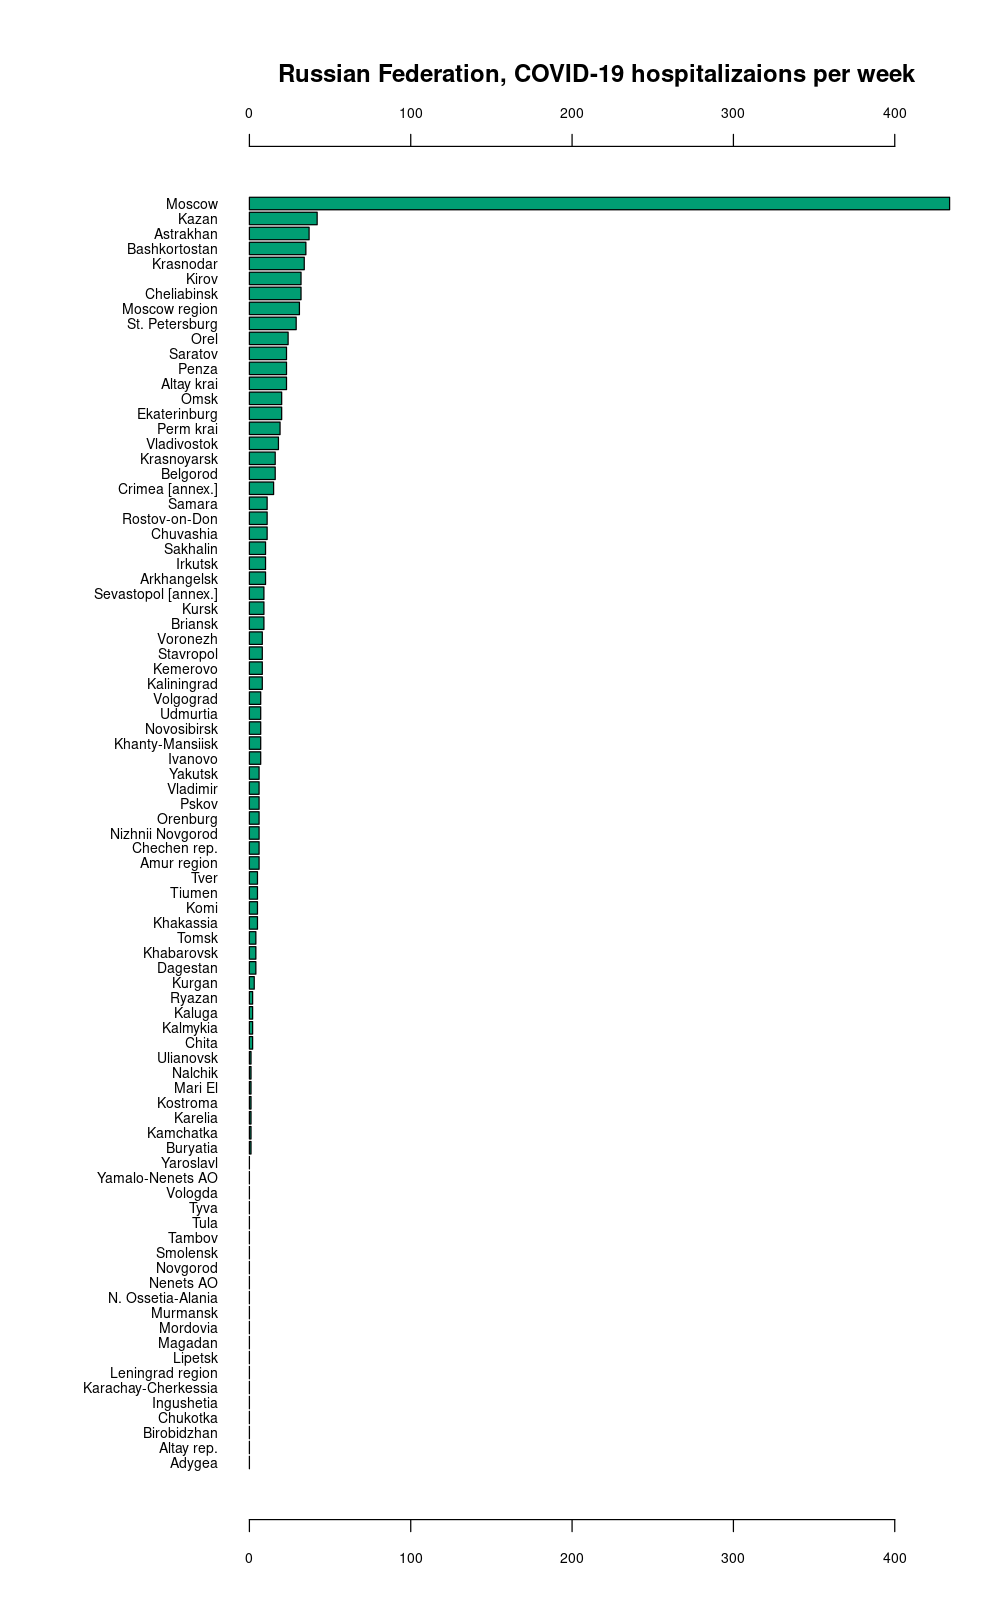 Russian Federation, COVID-19 hospitalizaions per week
0 100 200 300 400
Moscow
Kazan
Astrakhan
Bashkortostan
Krasnodar
Kirov
Cheliabinsk
Moscow region
St. Petersburg
Orel
Saratov
Penza
Altay krai
Omsk
Ekaterinburg
Perm krai
Vladivostok
Krasnoyarsk
Belgorod
Crimea [annex.]
Samara
Rostov-on-Don
Chuvashia
Sakhalin
Irkutsk
Arkhangelsk
Sevastopol [annex.]
Kursk
Briansk
Voronezh
Stavropol
Kemerovo
Kaliningrad
Volgograd
Udmurtia
Novosibirsk
Khanty-Mansiisk
Ivanovo
Yakutsk
Vladimir
Pskov
Orenburg
Nizhnii Novgorod
Chechen rep.
Amur region
Tver
Tiumen
Komi
Khakassia
Tomsk
Khabarovsk
Dagestan
Kurgan
Ryazan
Kaluga
Kalmykia
Chita
Ulianovsk
Nalchik
Mari El
Kostroma
Karelia
Kamchatka
Buryatia
Yaroslavl
Yamalo-Nenets AO
Vologda
Tyva
Tula
Tambov
Smolensk
Novgorod
Nenets AO
N. Ossetia-Alania
Murmansk
Mordovia
Magadan
Lipetsk
Leningrad region
Karachay-Cherkessia
Ingushetia
Chukotka
Birobidzhan
Altay rep.
Adygea
0 100 200 300 400